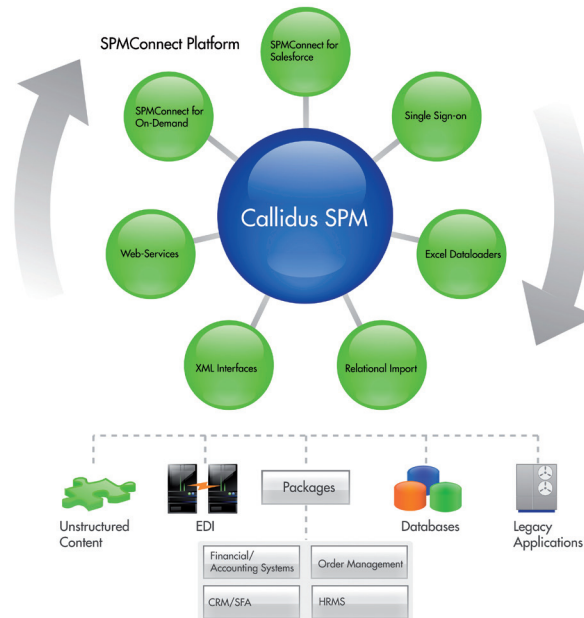 SPMConnect Platform
SPMConnect for
Salesforce
SPMConnect for
On-Demand
Single Sign-on
Callidus SPM
Web-Services
Excel Dataloaders
XML Interfaces
Relational Import
Unstructured
Content
EDI
Packages
Databases
Legacy
Applications
Financial/
Accounting Systems
Order Management
CRM/SFA
HRMS